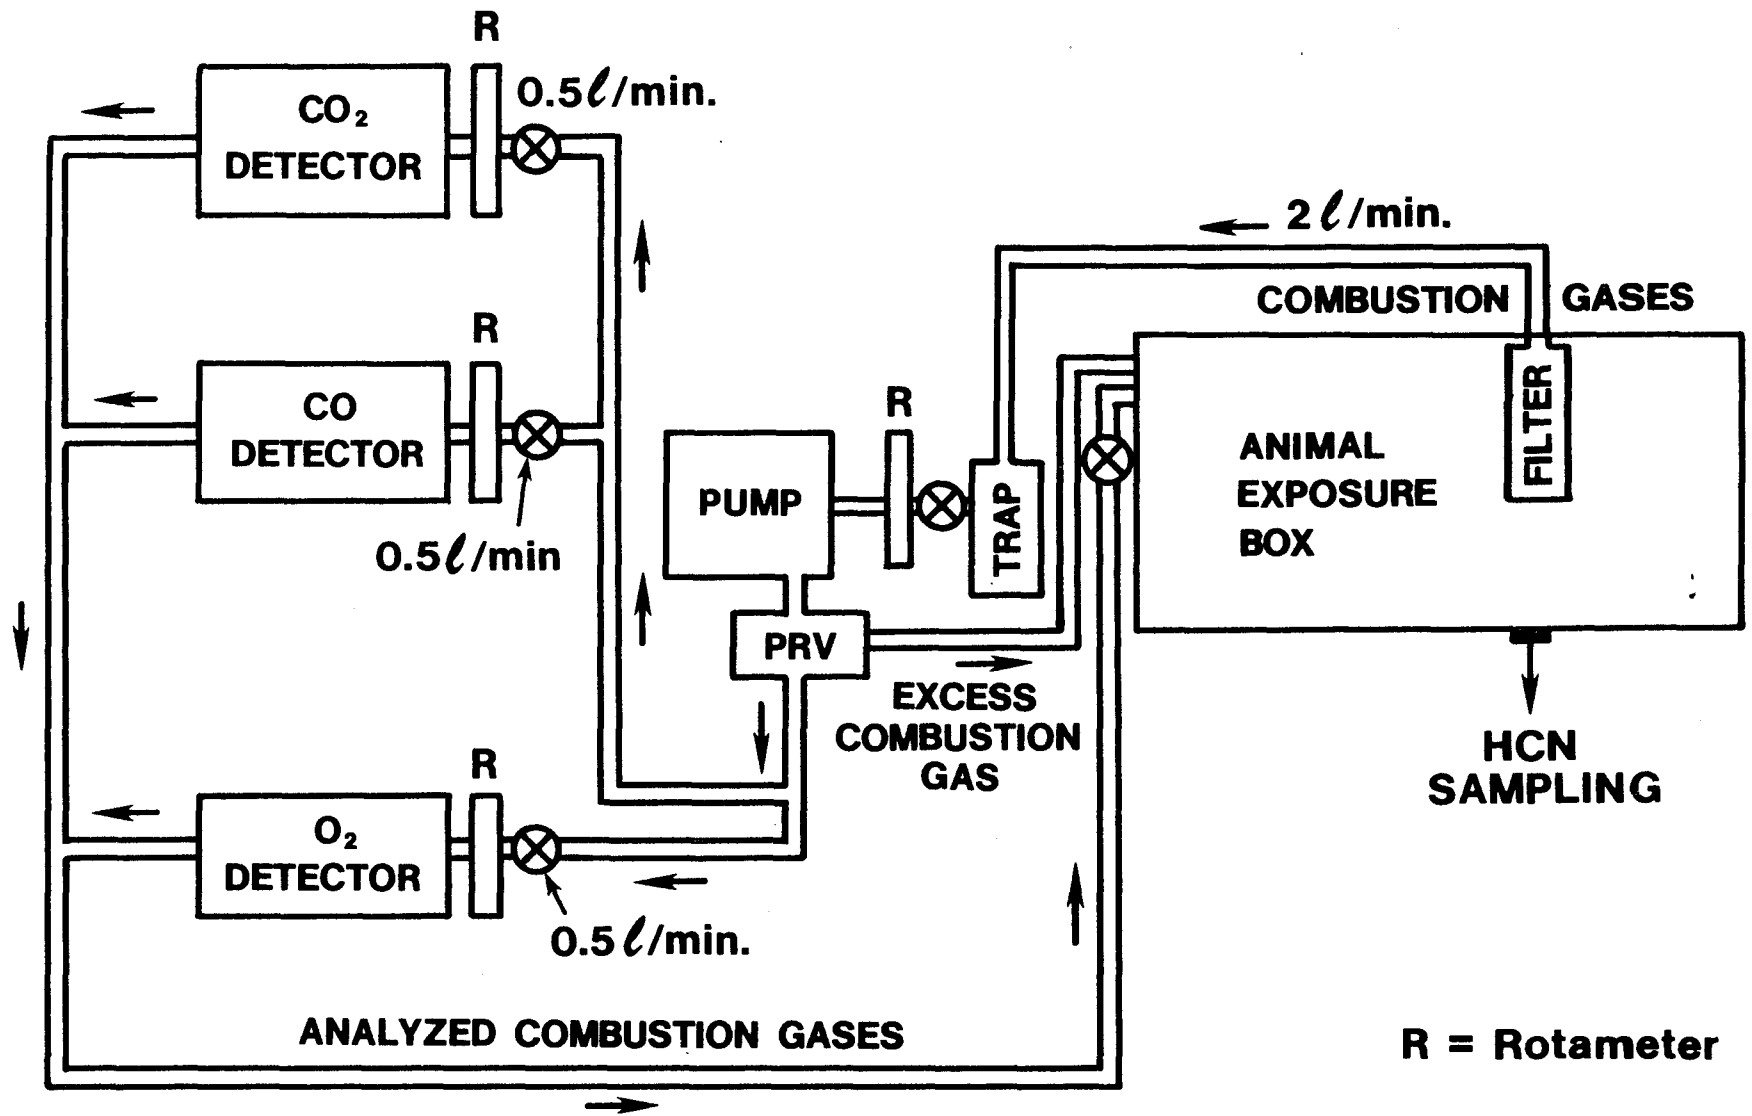 R
0.5ℓ/min.
CO₂
DETECTOR
2ℓ/min.
COMBUSTION GASES
R
CO
DETECTOR
0.5ℓ/min
R
PUMP
TRAP
FILTER
ANIMAL
EXPOSURE
BOX
PRV
EXCESS
COMBUSTION
GAS
HCN
SAMPLING
R
O₂
DETECTOR
0.5ℓ/min.
ANALYZED COMBUSTION GASES
R = Rotameter